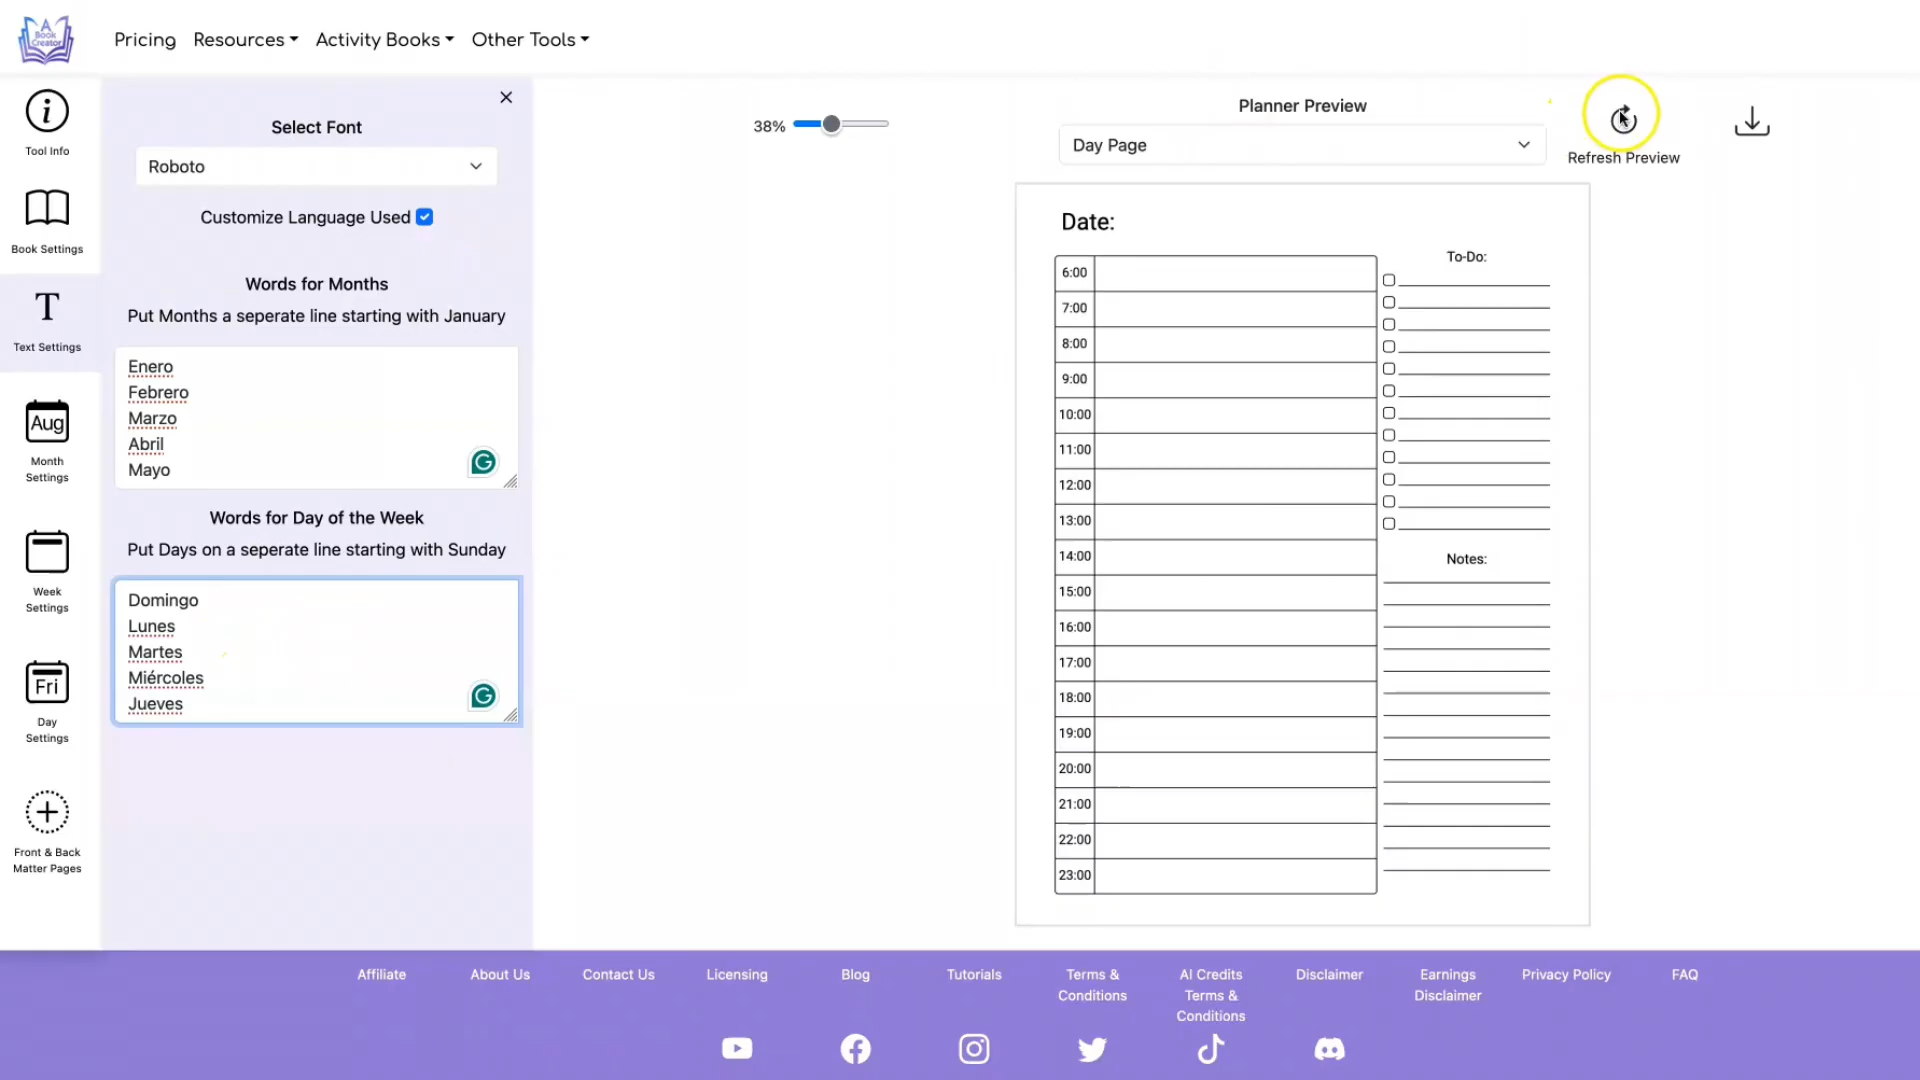 A
Book
Creator
Pricing
Resources
Activity Books
Other Tools
Tool Info
Book Settings
T
Text Settings
Aug
Month
Settings
Week
Settings
Fri
Day
Settings
Front & Back
Matter Pages
Select Font
Roboto
Customize Language Used
Words for Months
Put Months a seperate line starting with January
Enero
Febrero
Marzo
Abril
Mayo
Words for Day of the Week
Put Days on a seperate line starting with Sunday
Domingo
Lunes
Martes
Miércoles
Jueves
38%
Planner Preview
Day Page
Refresh Preview
Date:
6:00
7:00
8:00
9:00
10:00
11:00
12:00
13:00
14:00
15:00
16:00
17:00
18:00
19:00
20:00
21:00
22:00
23:00
To-Do:
Notes:
Affiliate
About Us
Contact Us
Licensing
Blog
Tutorials
Terms &
Conditions
AI Credits
Terms &
Conditions
Disclaimer
Earnings
Disclaimer
Privacy Policy
FAQ